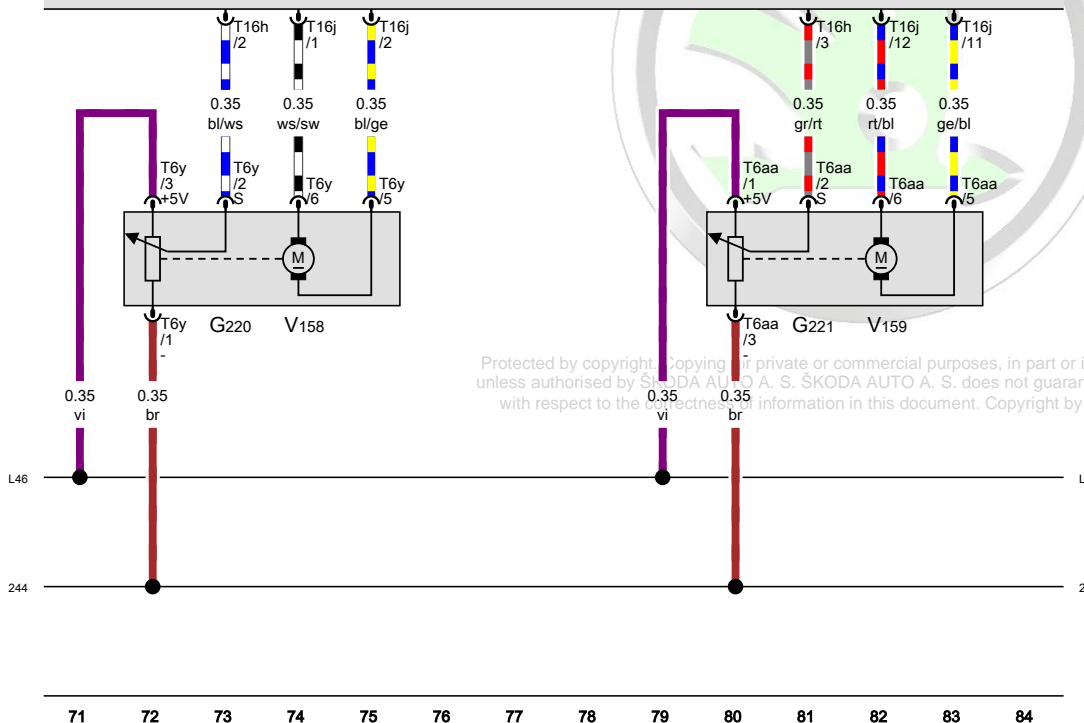 T16h
/2
T16j
/1
T16j
/2
T16h
/3
T16j
/12
T16j
/11
0.35
bl/ws
0.35
ws/sw
0.35
bl/ge
0.35
gr/rt
0.35
rt/bl
0.35
ge/bl
T6y
/3
+5V
T6y
/2
S
T6y
/6
T6y
/5
T6aa
/1
+5V
T6aa
/2
S
T6aa
/6
T6aa
/5
M
M
T6y
/1
-
G220
V158
T6aa
/3
-
G221
V159
Protected by copyright. Copying for private or commercial purposes, in part or i
unless authorised by ŠKODA AUTO A. S. ŠKODA AUTO A. S. does not guaran
with respect to the correctness of information in this document. Copyright by
0.35
vi
0.35
br
0.35
vi
0.35
br
L46
L
244
2
71 72 73 74 75 76 77 78 79 80 81 82 83 84